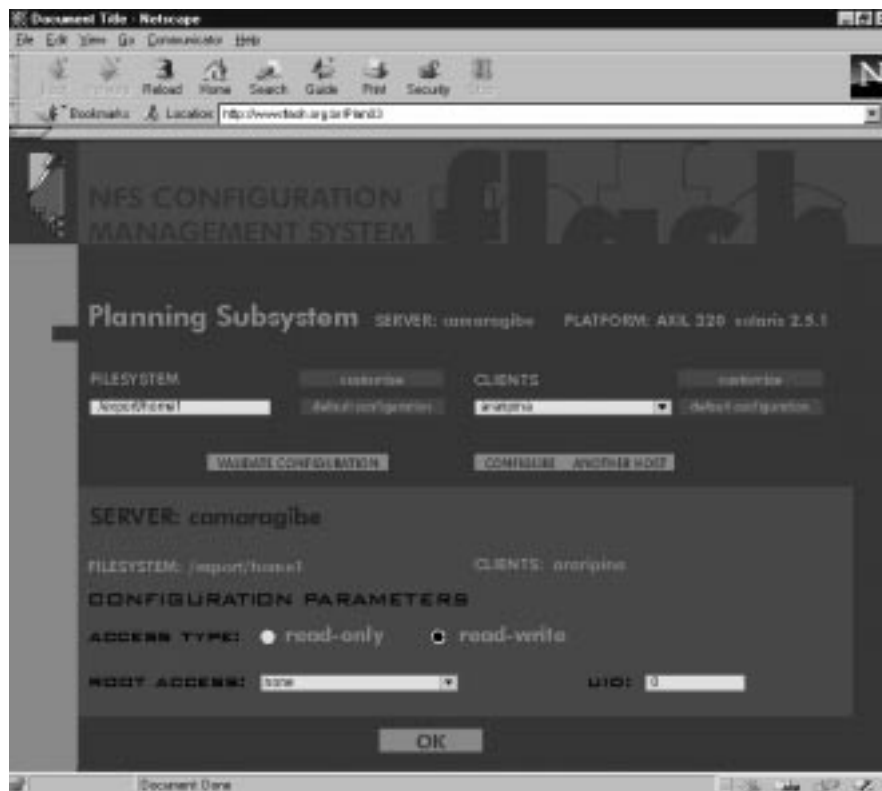 Document Title - Netscape
File Edit View Go Communicator Help
Reload Home Search Guide Print Security
Bookmarks Location:
NFS CONFIGURATION
MANAGEMENT SYSTEM
flash
Planning Subsystem SERVER: camaragibe PLATFORM: AXIL 320 solaris 2.5.1
FILESYSTEM customize CLIENTS customize
/export/home1 default configuration araripina default configuration
VALIDATE CONFIGURATION CONFIGURE ANOTHER HOST
SERVER: camaragibe
FILESYSTEM: /export/home1 CLIENTS: araripina
CONFIGURATION PARAMETERS
ACCESS TYPE: read-only read-write
ROOT ACCESS: none UID: 0
OK
Document Done